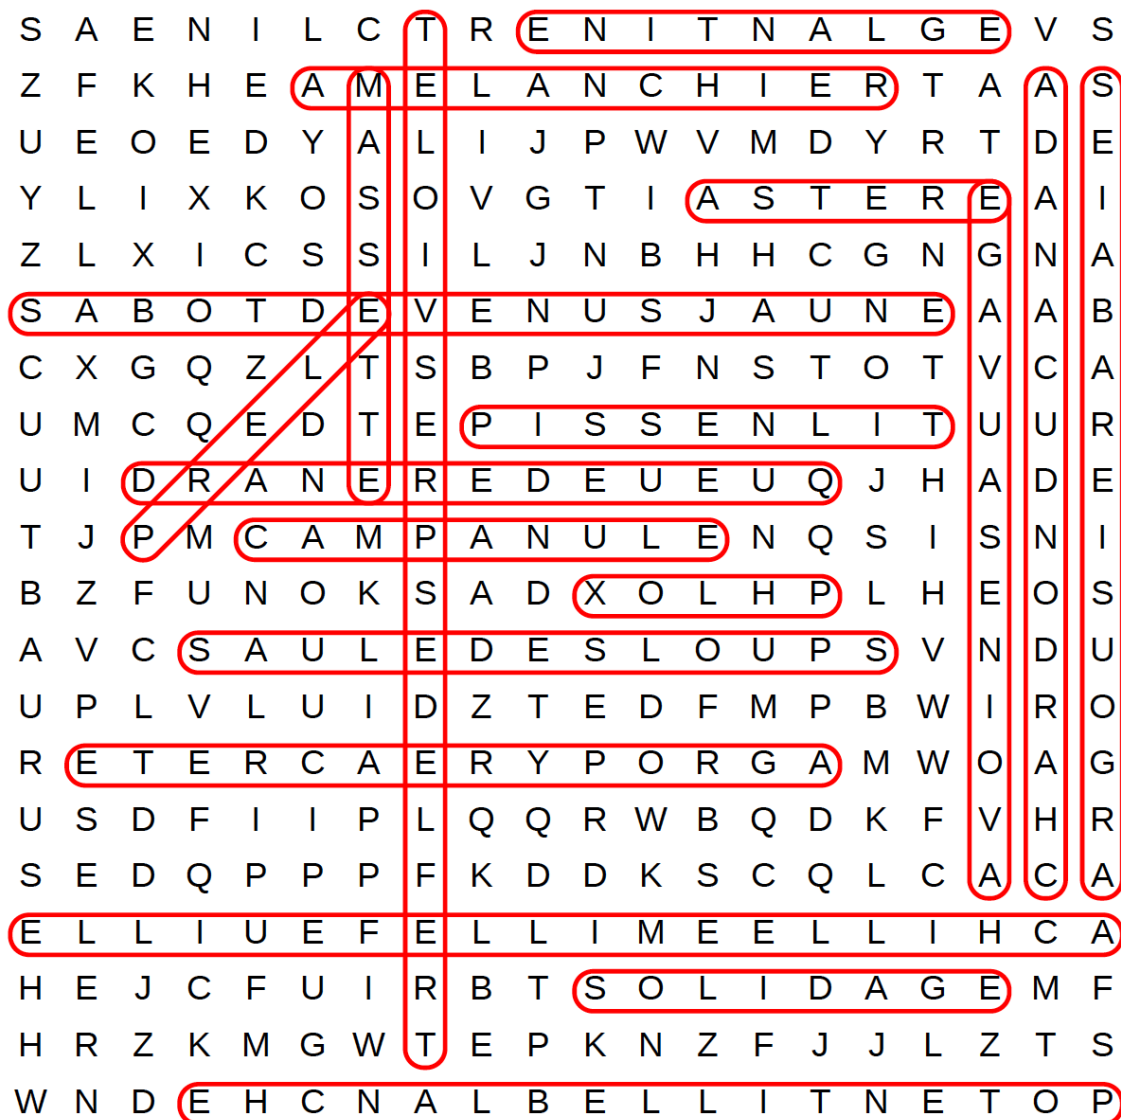 S A E N I L C T R E N I T N A L G E V S
Z F K H E A M E L A N C H I E R T A A S
U E O E D Y A L I J P W V M D Y R T D E
Y L I X K O S O V G T I A S T E R E A I
Z L X I C S S I L J N B H H C G N G N A
S A B O T D E V E N U S J A U N E A A B
C X G Q Z L T S B P J F N S T O T V C A
U M C Q E D T E P I S S E N L I T U U R
U I D R A N E R E D E U E U Q J H A D E
T J P M C A M P A N U L E N Q S I S N I
B Z F U N O K S A D X O L H P L H E O S
A V C S A U L E D E S L O U P S V N D U
U P L V L U I D Z T E D F M P B W I R O
R E T E R C A E R Y P O R G A M W O A G
U S D F I I P L Q Q R W B Q D K F V H R
S E D Q P P P F K D D K S C Q L C A C A
E L L I U E F E L L I M E E L L I H C A
H E J C F U I R B T S O L I D A G E M F
H R Z K M G W T E P K N Z F J J L Z T S
W N D E H C N A L B E L L I T N E T O P